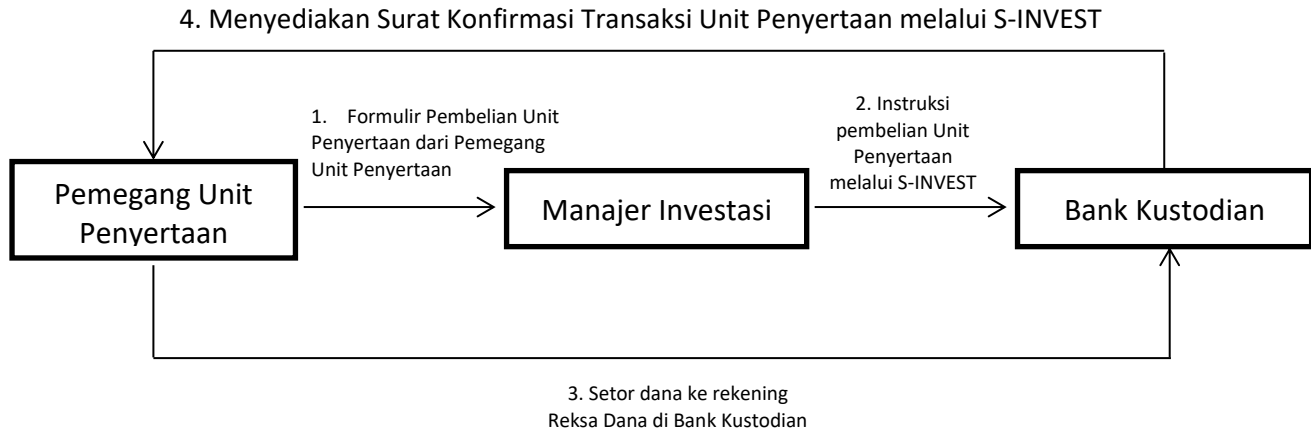 4. Menyediakan Surat Konfirmasi Transaksi Unit Penyertaan melalui S-INVEST
1. Formulir Pembelian Unit
Penyertaan dari Pemegang
Unit Penyertaan
2. Instruksi
pembelian Unit
Penyertaan
melalui S-INVEST
Pemegang Unit
Penyertaan
Manajer Investasi
Bank Kustodian
3. Setor dana ke rekening
Reksa Dana di Bank Kustodian